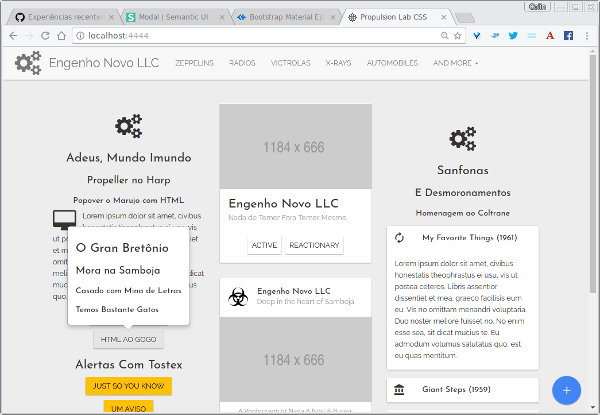 Experiências recentes
Modal | Semantic UI
Bootstrap Material
Propulsion Lab CSS
localhost:4444
Engenho Novo LLC
ZEPPELINS
RADIOS
VICTROLAS
X-RAYS
AUTOMOBILES
AND MORE
Adeus, Mundo Imundo
Propeller no Harp
Popover o Marujo com HTML
Lorem ipsum dolor sit amet, civibus
O Gran Bretônio
Mora na Samboja
Casado com Mina de Letras
Temos Bastante Gatos
HTML AO GOGO
Alertas Com Tostex
JUST SO YOU KNOW
UM AVISO
1184 x 666
Engenho Novo LLC
Nada do Temer Fora Temer Mesmo
ACTIVE
REACTIONARY
Engenho Novo LLC
Deep in the heart of Samboja
1184 x 666
Sanfonas
E Desmoronamentos
Homenagem ao Coltrane
My Favorite Things (1961)
Lorem ipsum dolor sit amet, civibus
honestatis theophrastus ei usu, vis ut
postea ceteros. Libris assentior
dissentiet et mea, graeco facilisis eum
eu. Vis no omittam menandri voluptaria.
Duo noster meliore fuisset no. No enim
esse sea, sit dicat mucius te. Eu
admodum volumus salutatus quo, est
eu quas mentitum.
Giant Steps (1959)